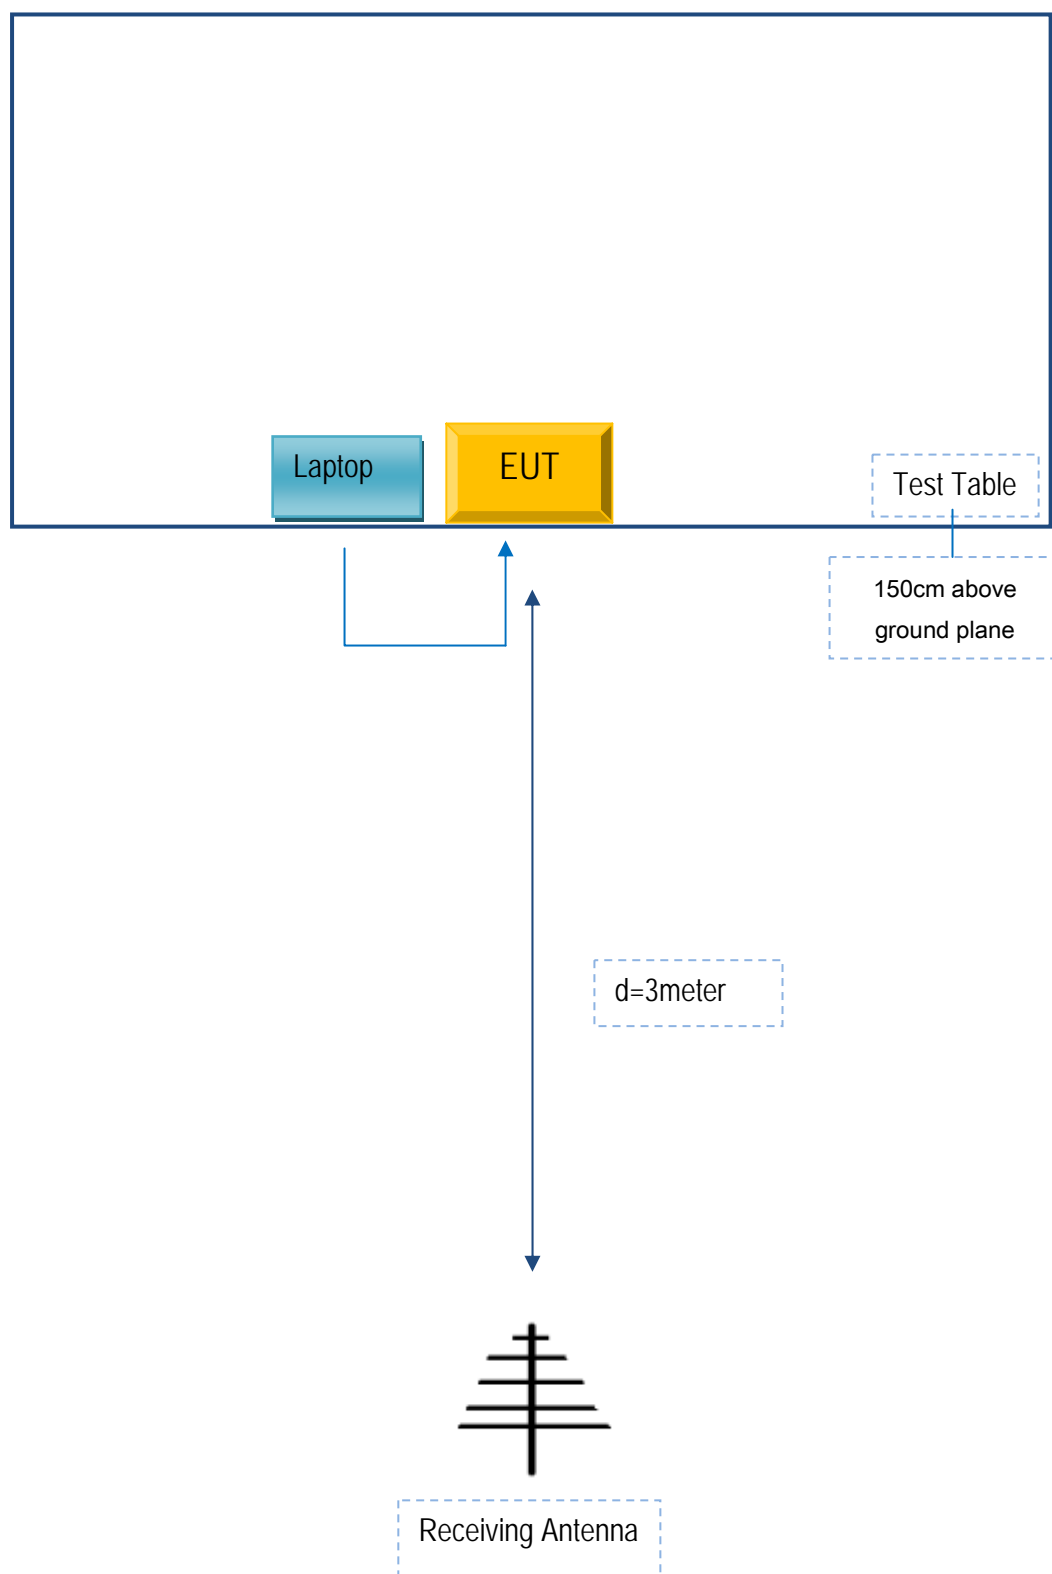 Laptop
EUT
Test Table
150cm above
ground plane
d=3meter
Receiving Antenna